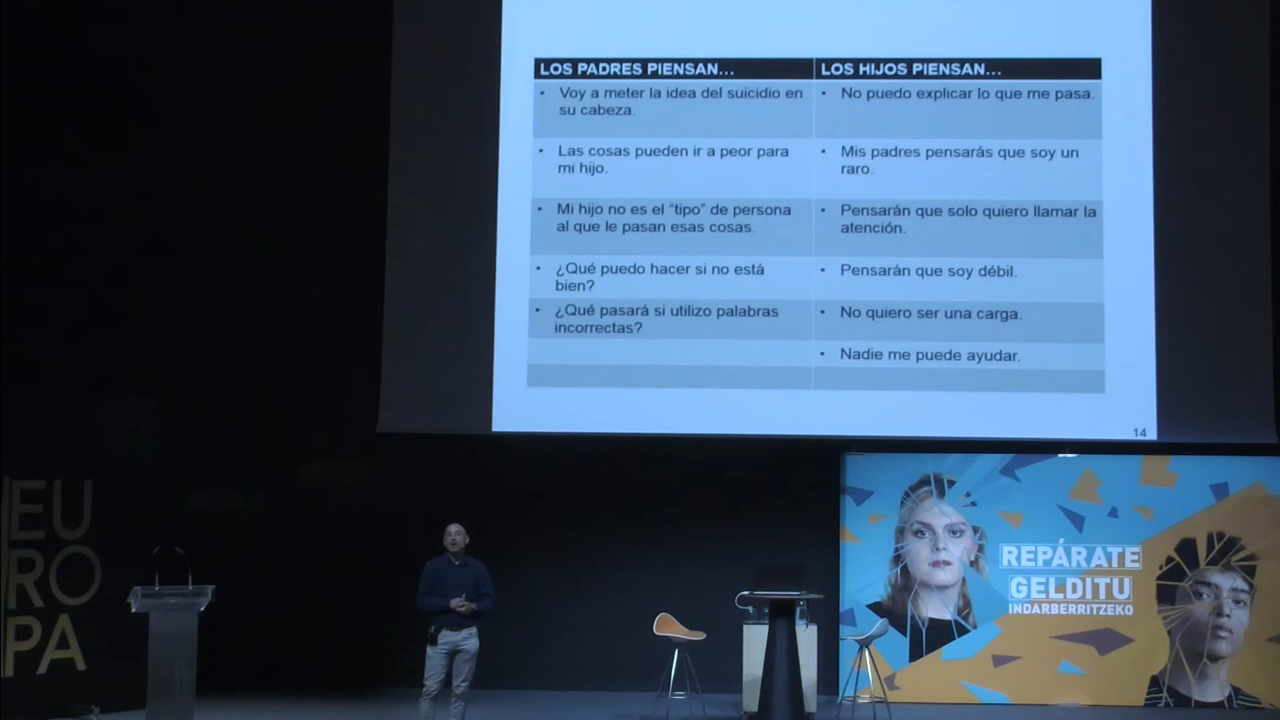 LOS PADRES PIENSAN...
LOS HIJOS PIENSAN...
• Voy a meter la idea del suicidio en
su cabeza.
• No puedo explicar lo que me pasa.
• Las cosas pueden ir a peor para
mi hijo.
• Mis padres pensarás que soy un
raro.
• Mi hijo no es el “tipo” de persona
al que le pasan esas cosas.
• Pensarán que solo quiero llamar la
atención.
• ¿Qué puedo hacer si no está
bien?
• Pensarán que soy débil.
• ¿Qué pasará si utilizo palabras
incorrectas?
• No quiero ser una carga.
• Nadie me puede ayudar.
14
EU
RO
PA
REPÁRATE
GELDITU
INDARBERRITZEKO